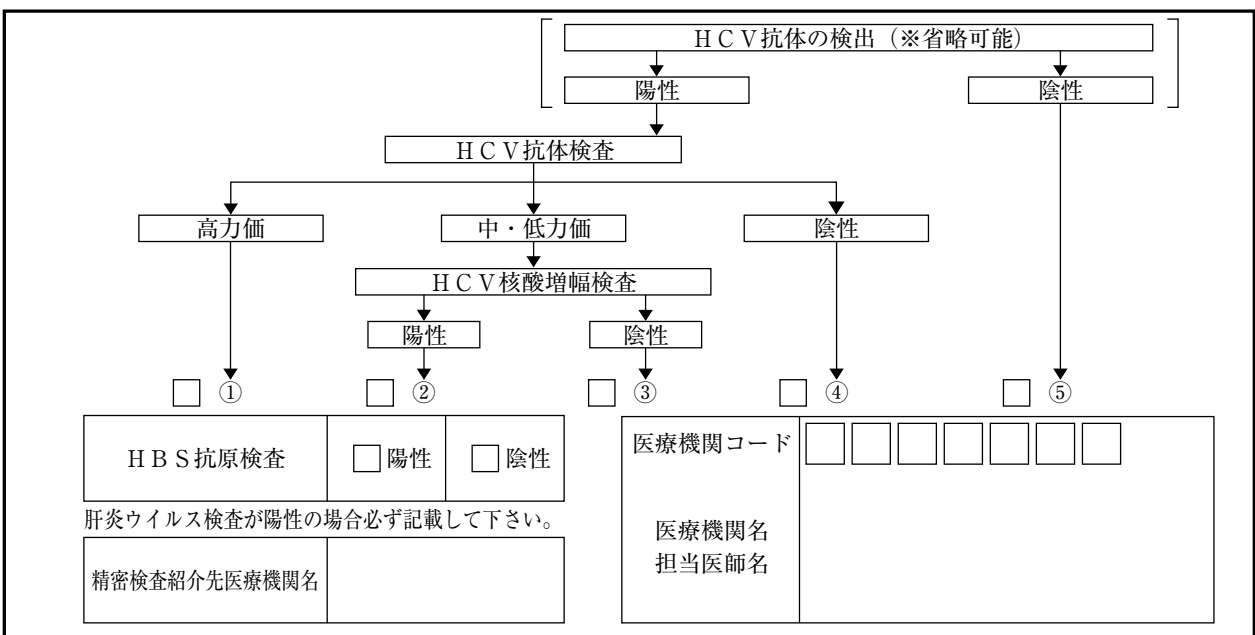 ＨＣＶ抗体の検出（※省略可能）
陽性
陰性
ＨＣＶ抗体検査
高力価
中・低力価
陰性
ＨＣＶ核酸増幅検査
陽性
陰性
①
②
③
④
⑤
ＨＢＳ抗原検査
陽性
陰性
肝炎ウイルス検査が陽性の場合必ず記載して下さい。
精密検査紹介先医療機関名
医療機関コード
医療機関名
担当医師名